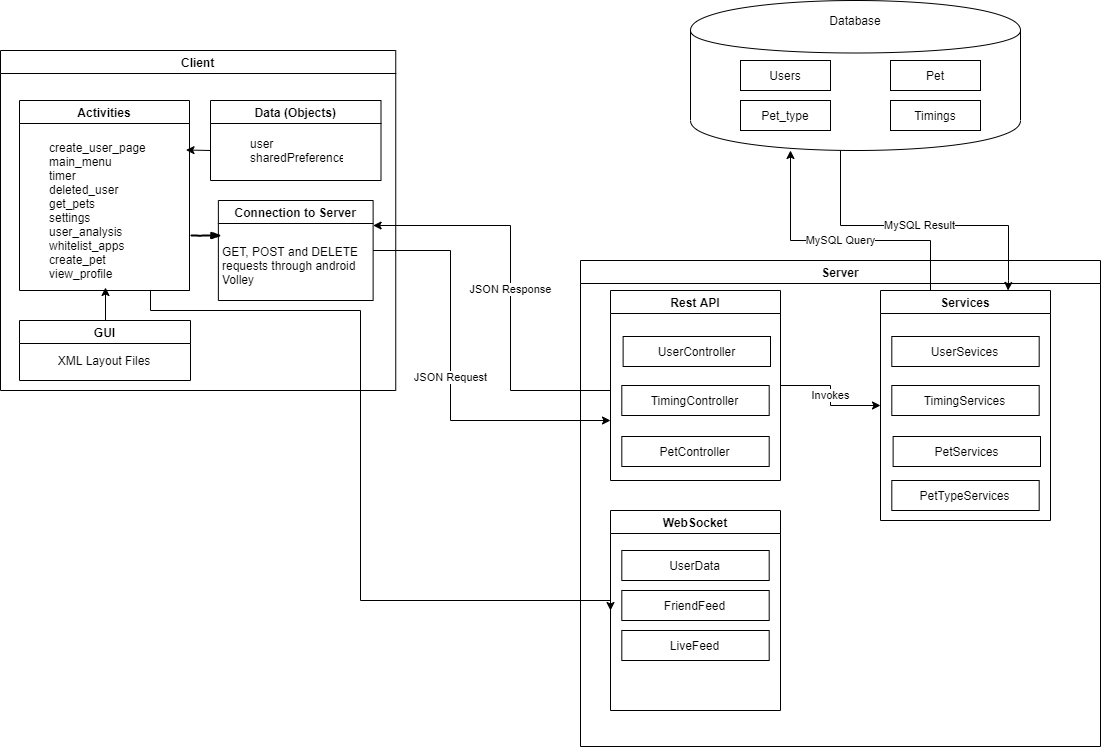 Database
Users
Pet
Pet_type
Timings
Client
Activities
create_user_page
main_menu
timer
deleted_user
get_pets
settings
user_analysis
whitelist_apps
create_pet
view_profile
Data (Objects)
user
sharedPreference
Connection to Server
GET, POST and DELETE
requests through android
Volley
GUI
XML Layout Files
JSON Response
JSON Request
MySQL Result
MySQL Query
Server
Rest API
UserController
TimingController
PetController
Invokes
Services
UserSevices
TimingServices
PetServices
PetTypeServices
WebSocket
UserData
FriendFeed
LiveFeed